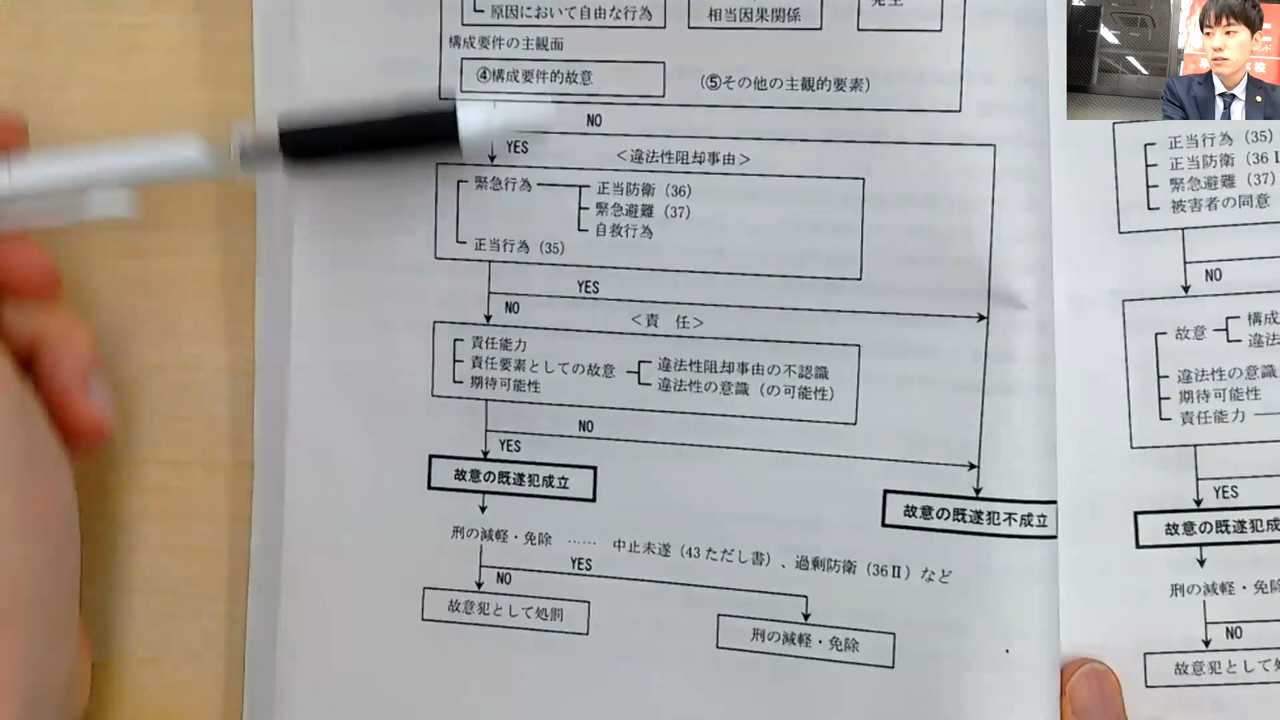 原因において自由な行為
相当因果関係
構成要件の主観面
④構成要件的故意
（⑤その他の主観的要素）
NO
YES
＜違法性阻却事由＞
緊急行為
正当防衛（36）
緊急避難（37）
自救行為
正当行為（35）
YES
NO
＜責 任＞
責任能力
責任要素としての故意
違法性阻却事由の不認識
違法性の意識（の可能性）
期待可能性
NO
YES
故意の既遂犯成立
故意の既遂犯不成立
刑の減軽・免除 …… 中止未遂（43 ただし書）、過剰防衛（36Ⅱ）など
YES
NO
故意犯として処罰
刑の減軽・免除
正当行為（35）
正当防衛（36 Ⅰ
緊急避難（37）
被害者の同意
NO
故意
構成
違法
違法性の意識
期待可能性
責任能力
YES
故意の既遂犯成
刑の減軽・免除
NO
故意犯として処